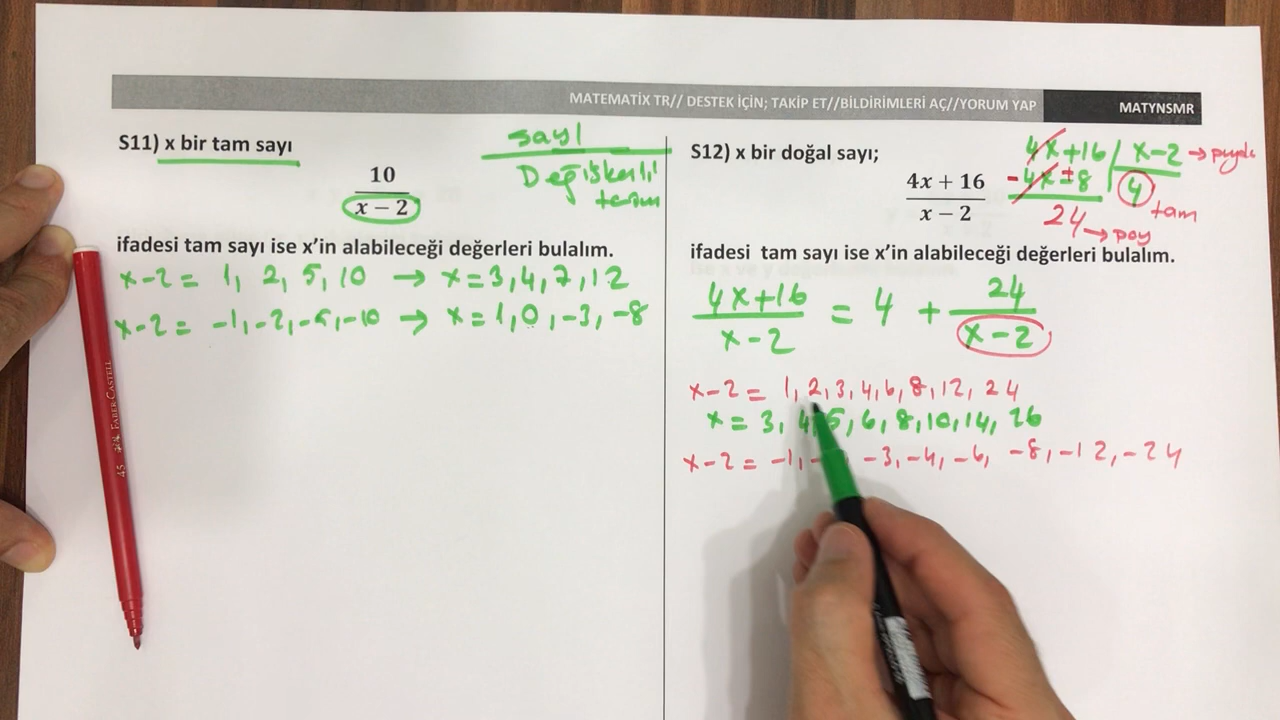 MATEMATİX TR// DESTEK İÇİN; TAKİP ET//BİLDİRİMLERİ AÇ//YORUM YAP
MATYNSMR
S11) x bir tam sayı
10
x − 2
sayı
Değişkenli
terim
ifadesi tam sayı ise x’in alabileceği değerleri bulalım.
x-2 = 1, 2, 5, 10 → x = 3, 4, 7, 12
x-2 = -1, -2, -5, -10 → x = 1, 0, -3, -8
S12) x bir doğal sayı;
4x + 16
x − 2
4x+16 x-2 → payda
-4x±8 4 tam
24 → pay
ifadesi tam sayı ise x’in alabileceği değerleri bulalım.
4x+16 = 4 + 24
x-2 x-2
x-2 = 1, 2, 3, 4, 6, 8, 12, 24
x = 3, 4, 5, 6, 8, 10, 14, 26
x-2 = -1, -3, -4, -6, -8, -12, -24
45 FABER CASTELL